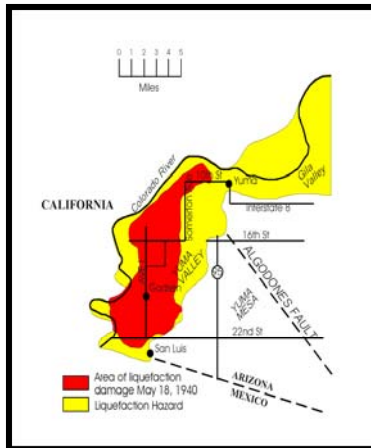 0 1 2 3 4 5
Miles
Colorado River
10th St
Yuma
Gila
Valley
CALIFORNIA
Interstate 8
Somerton
16th St
YUMA
VALLEY
ALGODONES FAULT
Gadsen
YUMA
MESA
22nd St
San Luis
ARIZONA
MEXICO
Area of liquefaction
damage May 18, 1940
Liquefaction Hazard